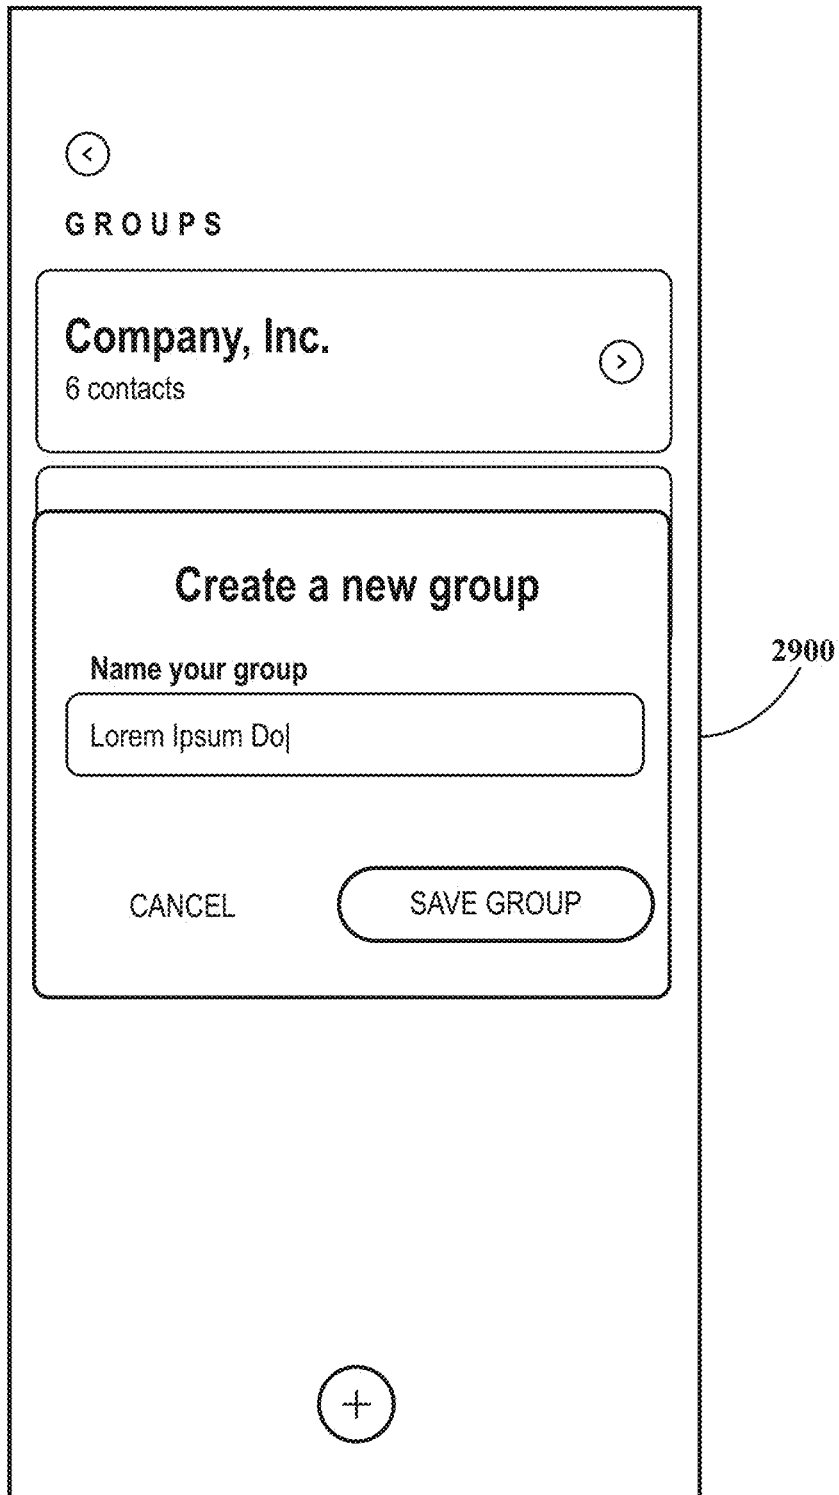 GROUPS
Company, Inc.
6 contacts
Create a new group
Name your group
2900
Lorem Ipsum Do
CANCEL
SAVE GROUP